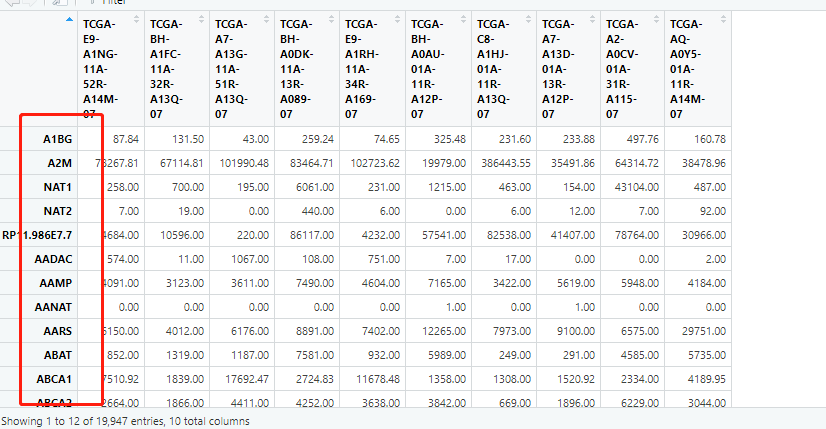 Filter
TCGA-E9-A1NG-11A-52R-A14M-07 TCGA-BH-A1FC-11A-32R-A13Q-07 TCGA-A7-A13G-11A-51R-A13Q-07 TCGA-BH-A0DK-11A-13R-A089-07 TCGA-E9-A1RH-11A-34R-A169-07 TCGA-BH-A0AU-01A-11R-A12P-07 TCGA-C8-A1HJ-01A-11R-A13Q-07 TCGA-A7-A13D-01A-13R-A12P-07 TCGA-A2-A0CV-01A-31R-A115-07 TCGA-AQ-A0Y5-01A-11R-A14M-07
A1BG 87.84 131.50 43.00 259.24 74.65 325.48 231.60 233.88 497.76 160.78
A2M 67114.81 101990.48 83464.71 102723.62 19979.00 386443.55 35491.86 64314.72 38478.96
NAT1 258.00 700.00 195.00 6061.00 231.00 1215.00 463.00 154.00 43104.00 487.00
NAT2 7.00 19.00 0.00 440.00 6.00 0.00 6.00 12.00 7.00 92.00
RP11.986E7.7 4684.00 10596.00 220.00 86117.00 4232.00 57541.00 82538.00 41407.00 78764.00 30966.00
AADAC 574.00 11.00 1067.00 108.00 751.00 7.00 17.00 0.00 0.00 2.00
AAMP 4091.00 3123.00 3611.00 7490.00 4604.00 7165.00 3422.00 5619.00 5948.00 4184.00
AANAT 0.00 0.00 0.00 0.00 0.00 1.00 0.00 1.00 0.00 0.00
AARS 4012.00 6176.00 8891.00 7402.00 12265.00 7973.00 9100.00 6575.00 29751.00
ABAT 852.00 1319.00 1187.00 7581.00 932.00 5989.00 249.00 291.00 4585.00 5735.00
ABCA1 7510.92 1839.00 17692.47 2724.83 11678.48 1358.00 1308.00 1520.92 2334.00 4189.95
ABCA2 2664.00 1866.00 4411.00 4252.00 3638.00 3842.00 669.00 1896.00 6229.00 3044.00
Showing 1 to 12 of 19,947 entries, 10 total columns